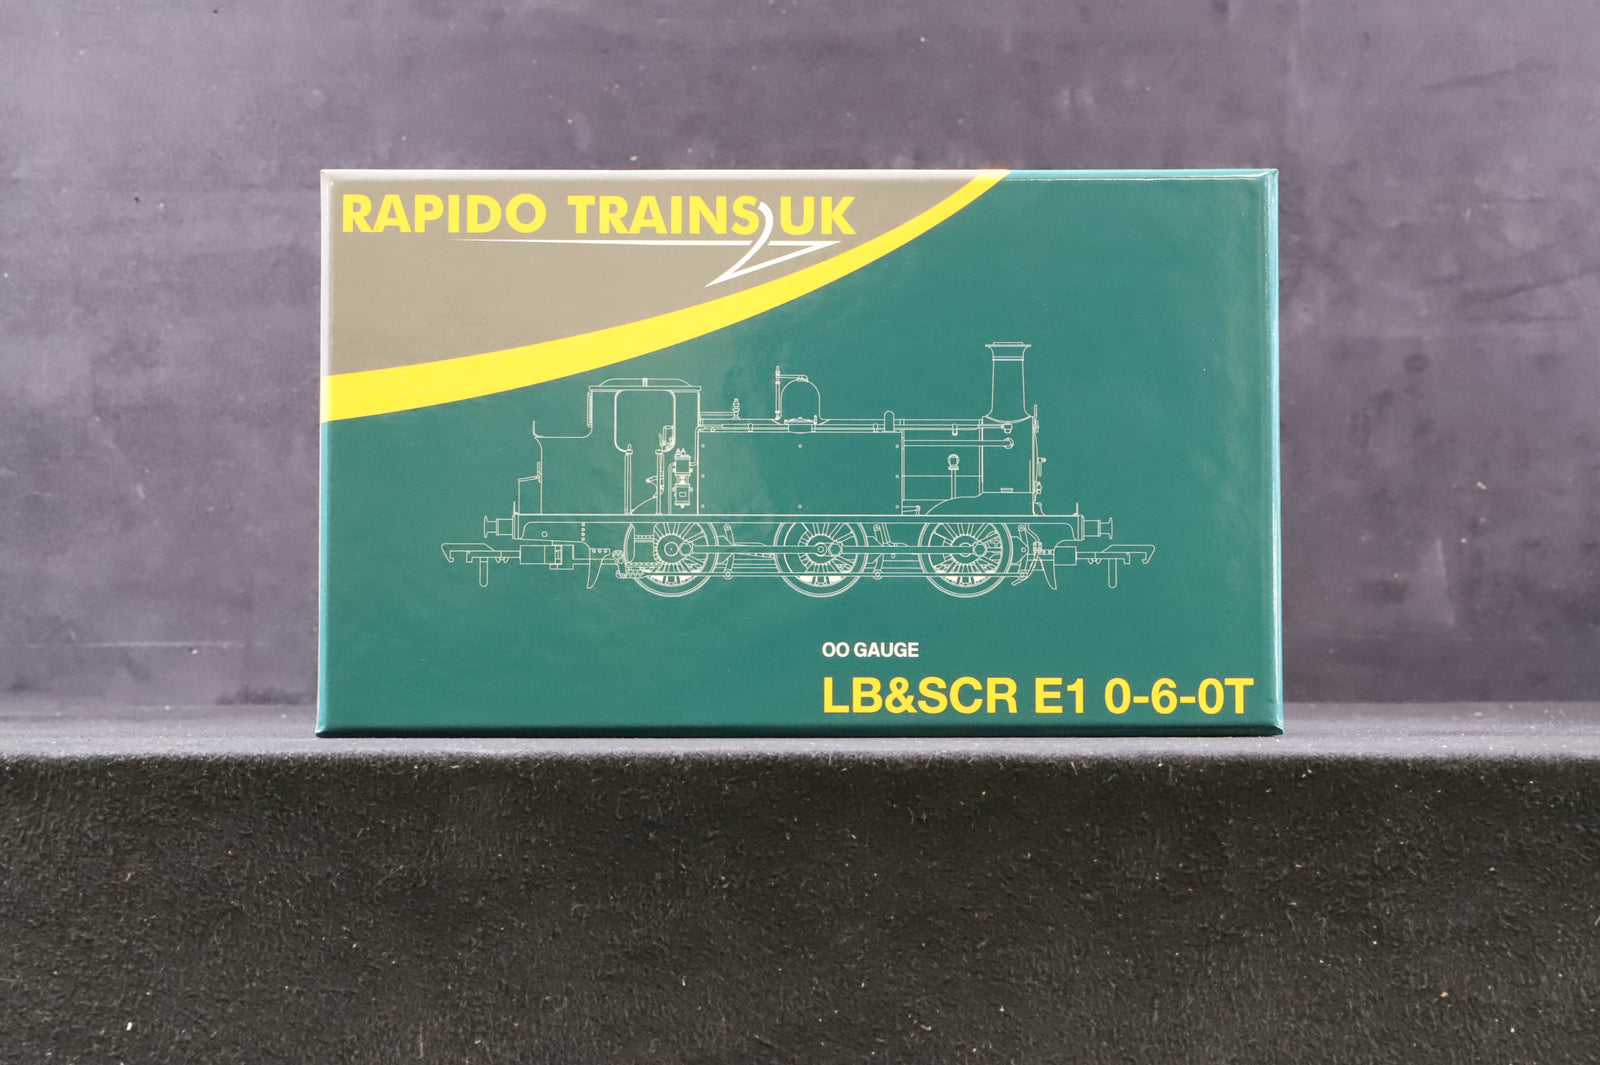 RAPIDO TRAINS UK
OO GAUGE
LB&SCR E1 0-6-0T